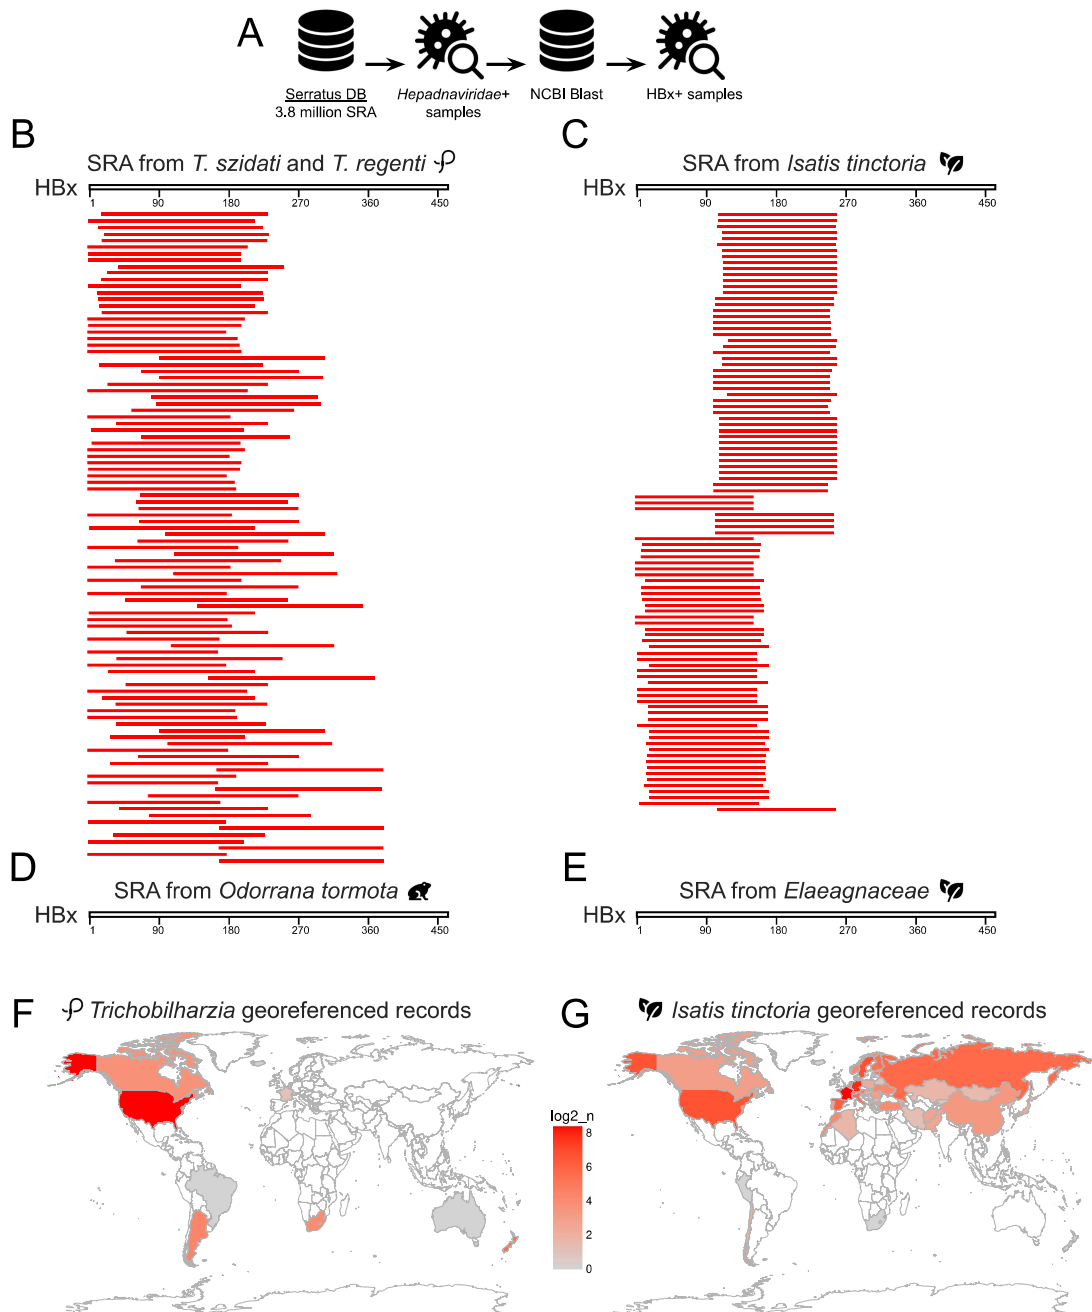 A
Serratus DB
3.8 million SRA
Hepadnaviridae+
samples
NCBI Blast
HBx+ samples
B
SRA from T. szidati and T. regenti
HBx
1 90 180 270 360 450
C
SRA from Isatis tinctoria
HBx
1 90 180 270 360 450
D
SRA from Odorrana tormota
HBx
1 90 180 270 360 450
E
SRA from Elaeagnaceae
HBx
1 90 180 270 360 450
F
Trichobilharzia georeferenced records
G
Isatis tinctoria georeferenced records
log2_n
8
6
4
2
0